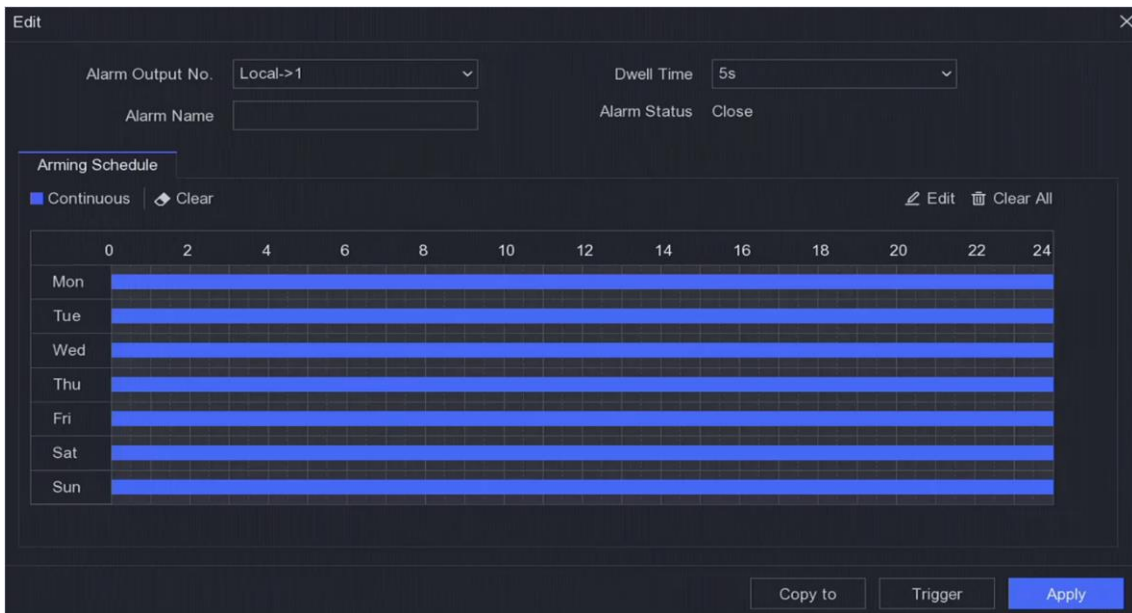 Edit
Alarm Output No. Local->1 Dwell Time 5s
Alarm Name Alarm Status Close
Arming Schedule
Continuous Clear Edit Clear All
0 2 4 6 8 10 12 14 16 18 20 22 24
Mon
Tue
Wed
Thu
Fri
Sat
Sun
Copy to Trigger Apply